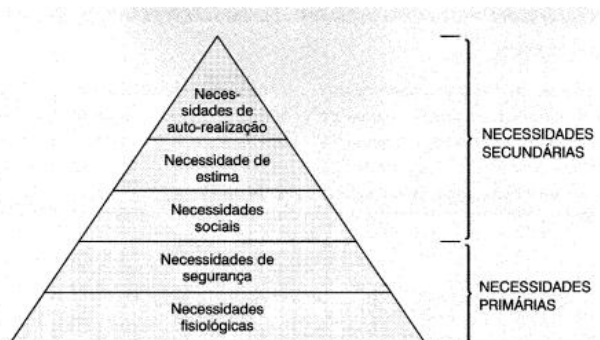 Neces-
sidades de
auto-realização
Necessidade de
estima
Necessidades
sociais
Necessidades de
segurança
Necessidades
fisiológicas
NECESSIDADES
SECUNDÁRIAS
NECESSIDADES
PRIMÁRIAS